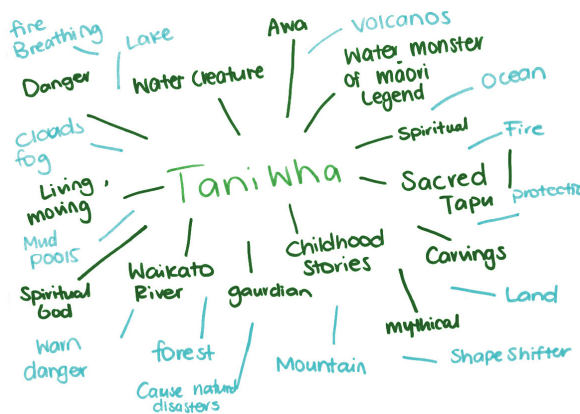 fire
Breathing
Lake
Awa
Volcanos
Danger
Water Creature
Water monster
of māori
Legend
Ocean
Clouds
fog
Spiritual
Fire
Living,
moving
Taniwha
Sacred
Tapu
protectio
Mud
pools
Childhood
Stories
Carvings
Spiritual
God
Waikato
River
gaurdian
Land
mythical
Warn
danger
forest
Mountain
Shape Shifter
Cause natural
disasters